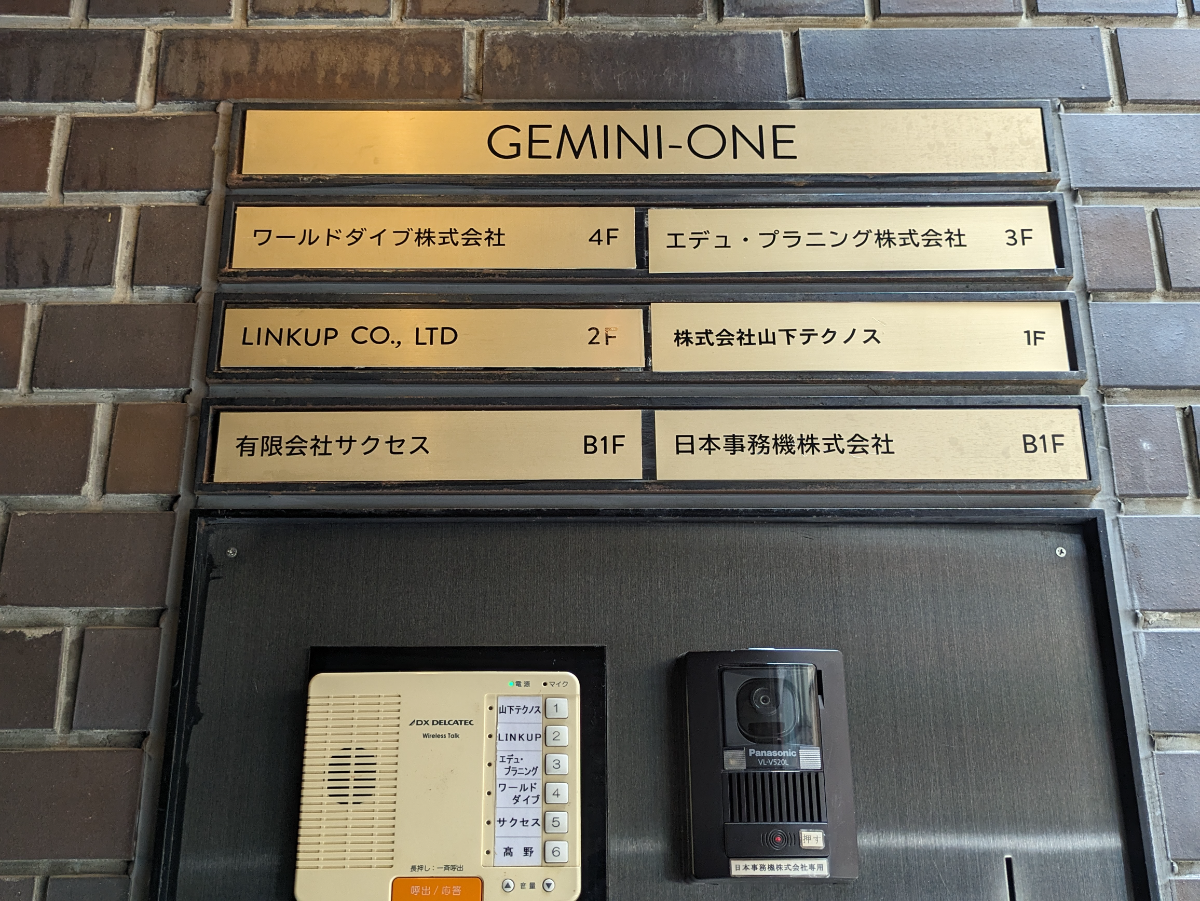 GEMINI-ONE
ワールドダイブ株式会社 4F
エデュ・プラニング株式会社 3F
LINKUP CO., LTD 2F
株式会社山下テクノス 1F
有限会社サクセス B1F
日本事務機株式会社 B1F
電源 マイク
DX DELCATEC
Wireless Talk
山下テクノス 1
LINKUP 2
エデュ・
プラニング 3
ワールド
ダイブ 4
サクセス 5
髙野 6
長押し：一斉呼出
呼出/応答
音量
Panasonic
VL-V520L
押す
日本事務機株式会社専用